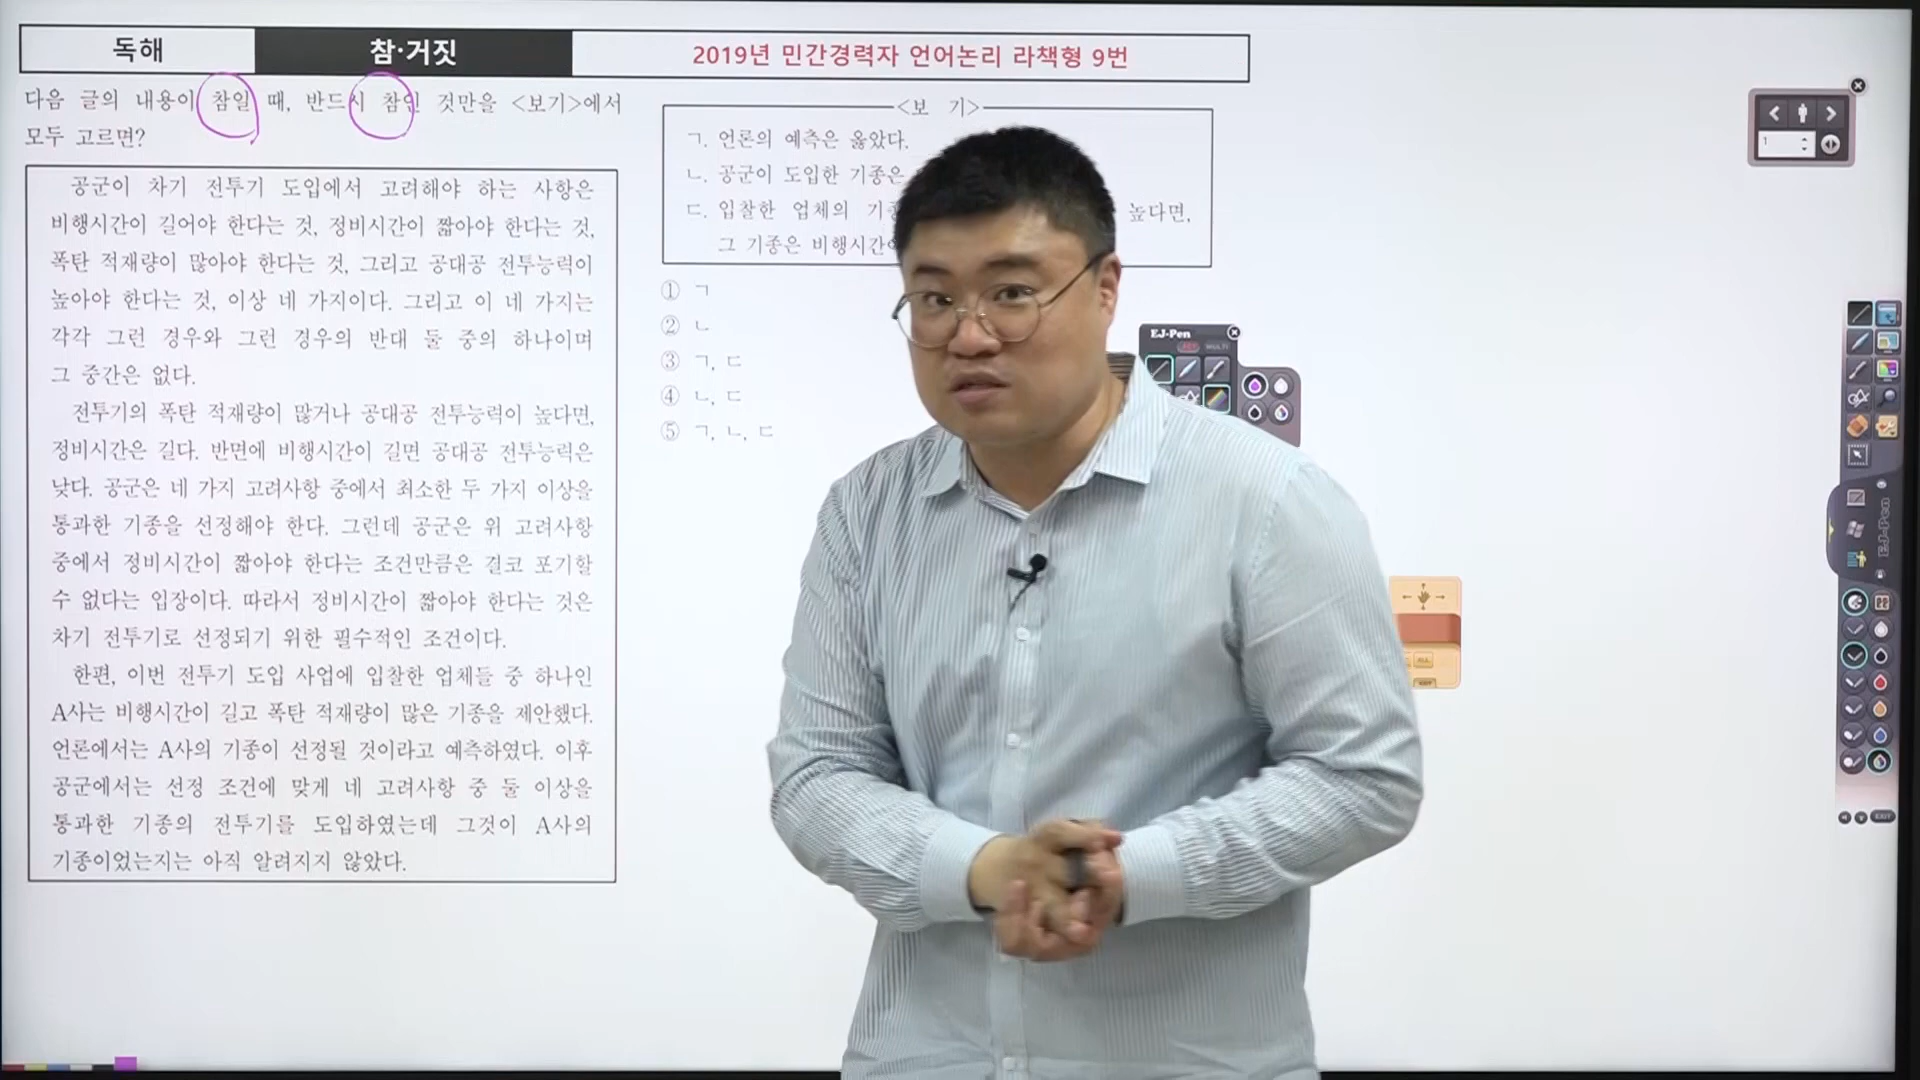 독해
참·거짓
2019년 민간경력자 언어논리 라책형 9번
다음 글의 내용이 참일 때, 반드시 참인 것만을 <보기>에서
모두 고르면?
공군이 차기 전투기 도입에서 고려해야 하는 사항은
비행시간이 길어야 한다는 것, 정비시간이 짧아야 한다는 것,
폭탄 적재량이 많아야 한다는 것, 그리고 공대공 전투능력이
높아야 한다는 것, 이상 네 가지이다. 그리고 이 네 가지는
각각 그런 경우와 그런 경우의 반대 둘 중의 하나이며
그 중간은 없다.
전투기의 폭탄 적재량이 많거나 공대공 전투능력이 높다면,
정비시간은 길다. 반면에 비행시간이 길면 공대공 전투능력은
낮다. 공군은 네 가지 고려사항 중에서 최소한 두 가지 이상을
통과한 기종을 선정해야 한다. 그런데 공군은 위 고려사항
중에서 정비시간이 짧아야 한다는 조건만큼은 결코 포기할
수 없다는 입장이다. 따라서 정비시간이 짧아야 한다는 것은
차기 전투기로 선정되기 위한 필수적인 조건이다.
한편, 이번 전투기 도입 사업에 입찰한 업체들 중 하나인
A사는 비행시간이 길고 폭탄 적재량이 많은 기종을 제안했다.
언론에서는 A사의 기종이 선정될 것이라고 예측하였다. 이후
공군에서는 선정 조건에 맞게 네 고려사항 중 둘 이상을
통과한 기종의 전투기를 도입하였는데 그것이 A사의
기종이었는지는 아직 알려지지 않았다.
<보 기>
ㄱ. 언론의 예측은 옳았다.
ㄴ. 공군이 도입한 기종은
ㄷ. 입찰한 업체의 높다면,
그 기종은 비행시간이
① ㄱ
② ㄴ
③ ㄱ, ㄷ
④ ㄴ, ㄷ
⑤ ㄱ, ㄴ, ㄷ
EJ-Pen
MULTI
1
EJ-Pen
EXIT